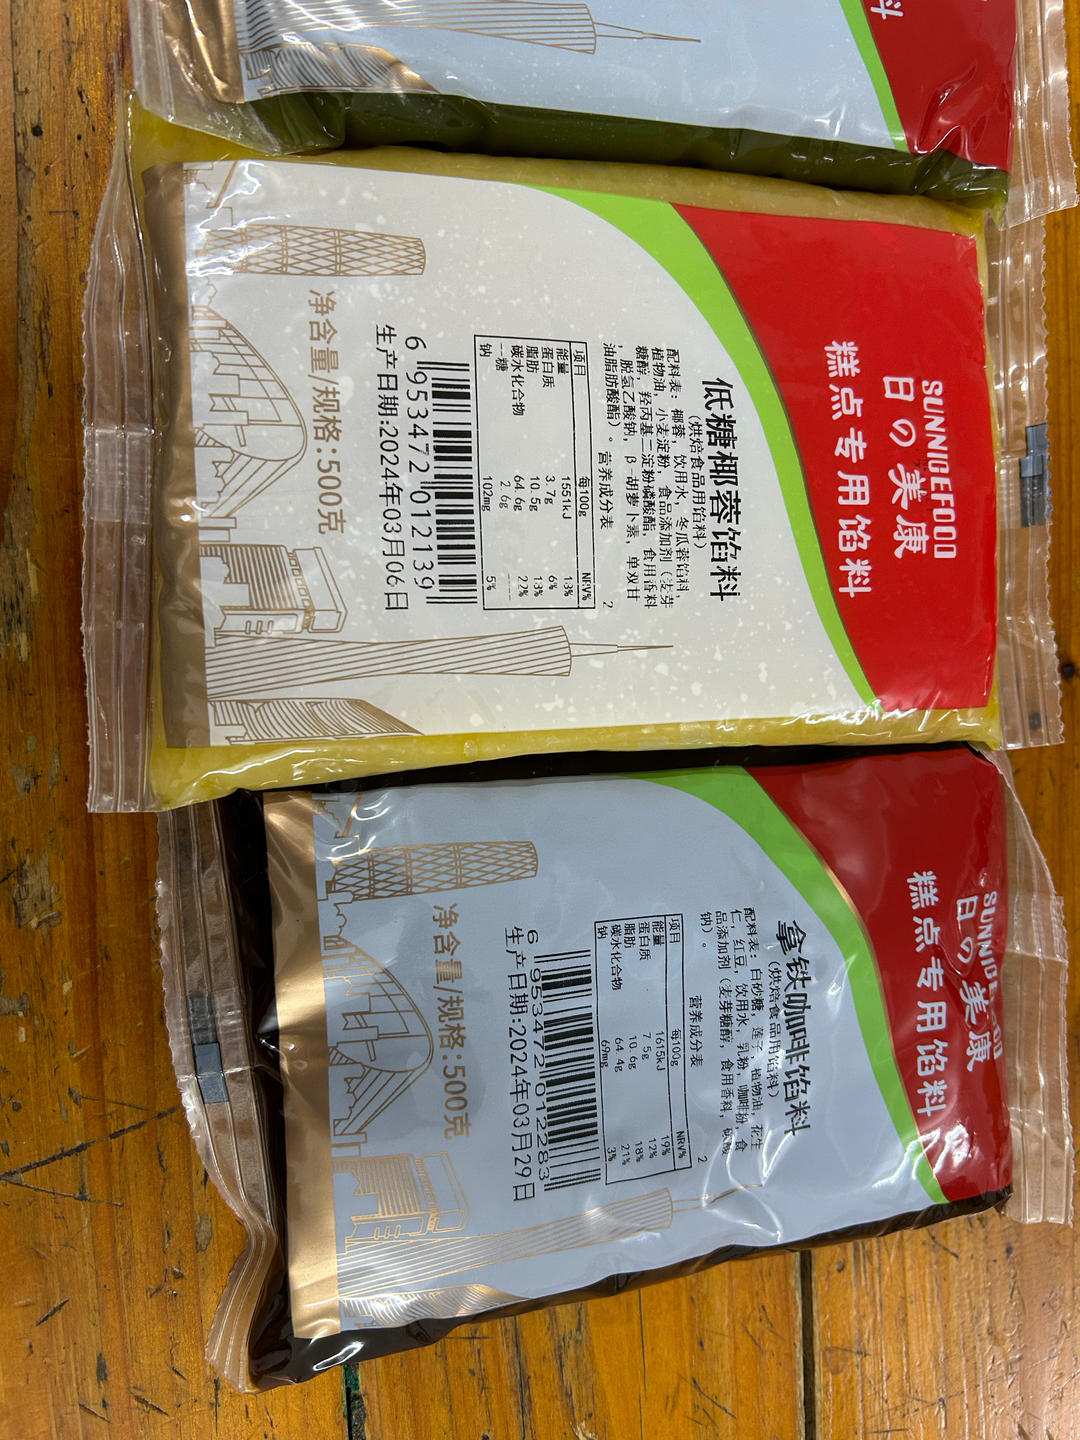 料
SUNNIDEFOOD
日の美康
糕点专用馅料
低糖椰蓉馅料
（烘焙食品用馅料）
配料表：椰蓉，饮用水，冬瓜蓉馅料，
植物油，小麦淀粉，食品添加剂（麦芽
糖醇，羟丙基二淀粉磷酸酯，食用香料
，脱氢乙酸钠，β-胡萝卜素，单双甘
油脂肪酸酯）。
2
营养成分表
项目 每100g NRV%
能量 1551kJ 13%
蛋白质 3.7g 6%
脂肪 10.5g 13%
碳水化合物 64.6g 22%
--糖 2.6g ——
钠 102mg 5%
6 953472 012139
生产日期:2024年03月06日
净含量/规格:500克
日の美康
糕点专用馅料
拿铁咖啡馅料
（烘焙食品用馅料）
配料表：白砂糖，莲子，植物油，花生
仁，红豆，饮用水，乳粉，咖啡粉，食
品添加剂（麦芽糖醇，食用香料，碳酸
钠）。
2
营养成分表
项目 每100g NRV%
能量 1615kJ 19%
蛋白质 7.5g 12%
脂肪 10.6g 18%
碳水化合物 64.4g 21%
钠 69mg 3%
6 953472 012283
生产日期:2024年03月29日
净含量/规格:500克